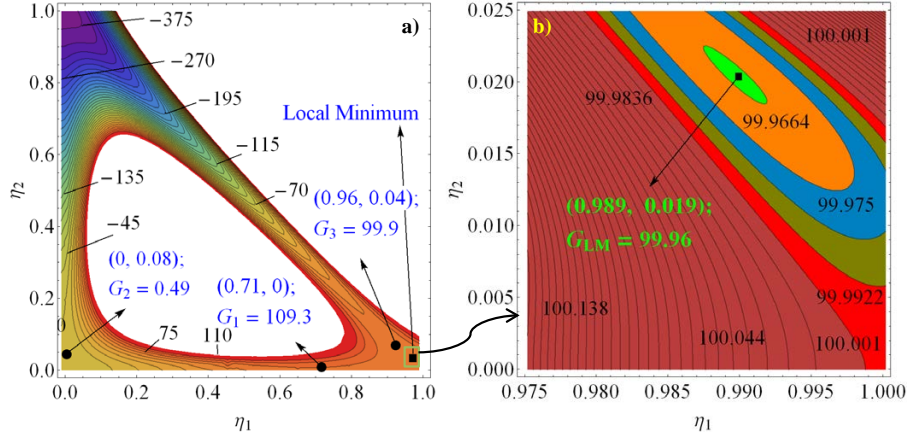 a)
−375
−270
−195
−115
−70
−135
−45
0
75
110
Local Minimum
(0.96, 0.04);
G3 = 99.9
(0, 0.08);
G2 = 0.49
(0.71, 0);
G1 = 109.3
1.0
0.8
0.6
0.4
0.2
0.0
η2
0.0 0.2 0.4 0.6 0.8 1.0
η1
b)
100.001
99.9836
99.9664
(0.989, 0.019);
GLM = 99.96
99.975
99.9922
100.138
100.044
100.001
0.025
0.020
0.015
0.010
0.005
0.000
η2
0.975 0.980 0.985 0.990 0.995 1.000
η1